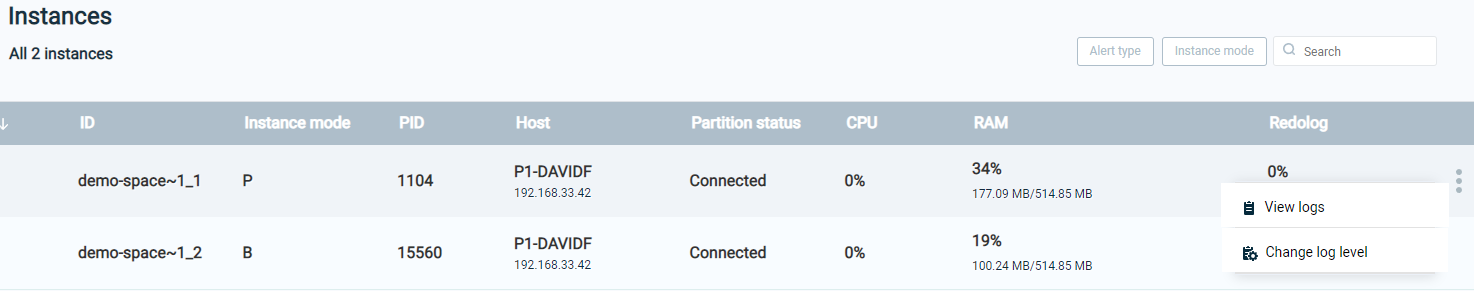 Instances
All 2 instances
Alert type Instance mode Search
ID Instance mode PID Host Partition status CPU RAM Redolog
demo-space~1_1 P 1104 P1-DAVIDF Connected 0% 34% 0%
192.168.33.42 177.09 MB/514.85 MB
View logs
demo-space~1_2 B 15560 P1-DAVIDF Connected 0% 19%
192.168.33.42 100.24 MB/514.85 MB
Change log level